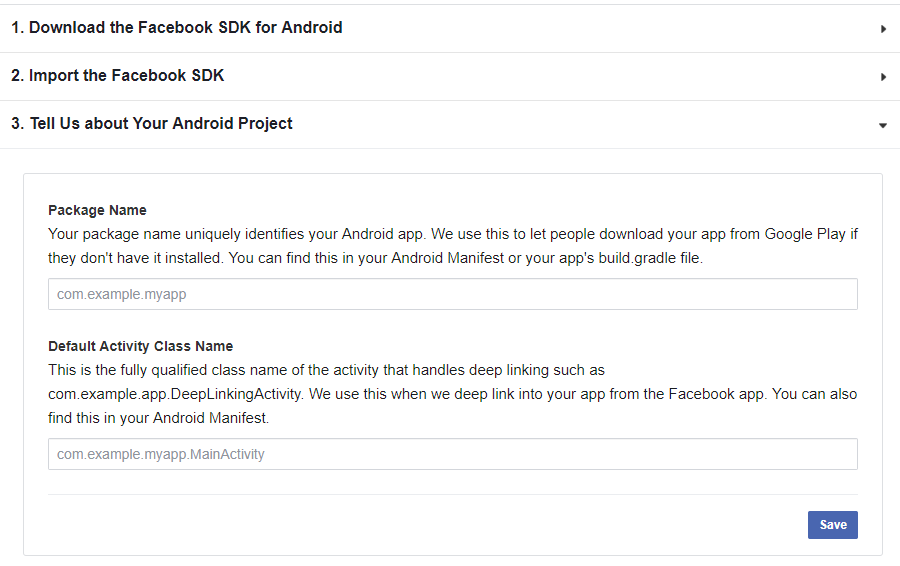 1. Download the Facebook SDK for Android
2. Import the Facebook SDK
3. Tell Us about Your Android Project
Package Name
Your package name uniquely identifies your Android app. We use this to let people download your app from Google Play if
they don't have it installed. You can find this in your Android Manifest or your app's build.gradle file.
com.example.myapp
Default Activity Class Name
This is the fully qualified class name of the activity that handles deep linking such as
com.example.app.DeepLinkingActivity. We use this when we deep link into your app from the Facebook app. You can also
find this in your Android Manifest.
com.example.myapp.MainActivity
Save